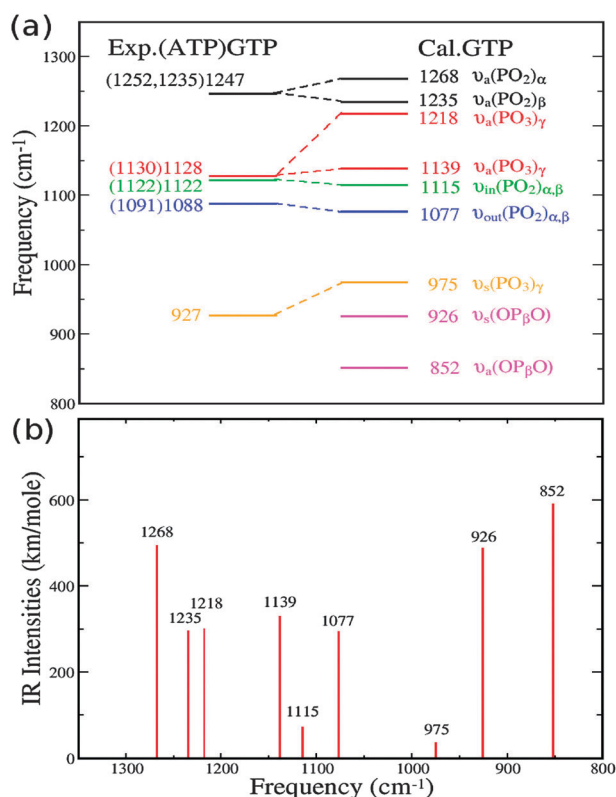 (a)
Exp.(ATP)GTP Cal.GTP
(1252,1235)1247
1268 υa(PO2)α
1235 υa(PO2)β
1218 υa(PO3)γ
(1130)1128
1139 υa(PO3)γ
(1122)1122
1115 υin(PO2)α,β
(1091)1088
1077 υout(PO2)α,β
927
975 υs(PO3)γ
926 υs(OPβO)
852 υa(OPβO)
1300
1200
1100
1000
900
800
Frequency (cm-1)
(b)
IR Intensities (km/mole)
600
400
200
0
1268
1235
1218
1139
1115
1077
975
926
852
1300 1200 1100 1000 900 800
Frequency (cm-1)